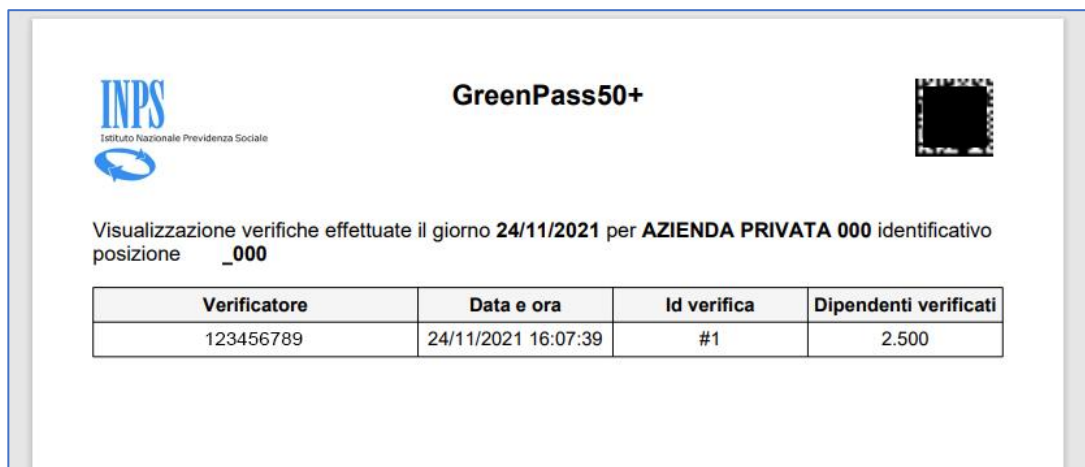 INPS
Istituto Nazionale Previdenza Sociale
GreenPass50+
Visualizzazione verifiche effettuate il giorno 24/11/2021 per AZIENDA PRIVATA 000 identificativo
posizione _000
Verificatore Data e ora Id verifica Dipendenti verificati
123456789 24/11/2021 16:07:39 #1 2.500